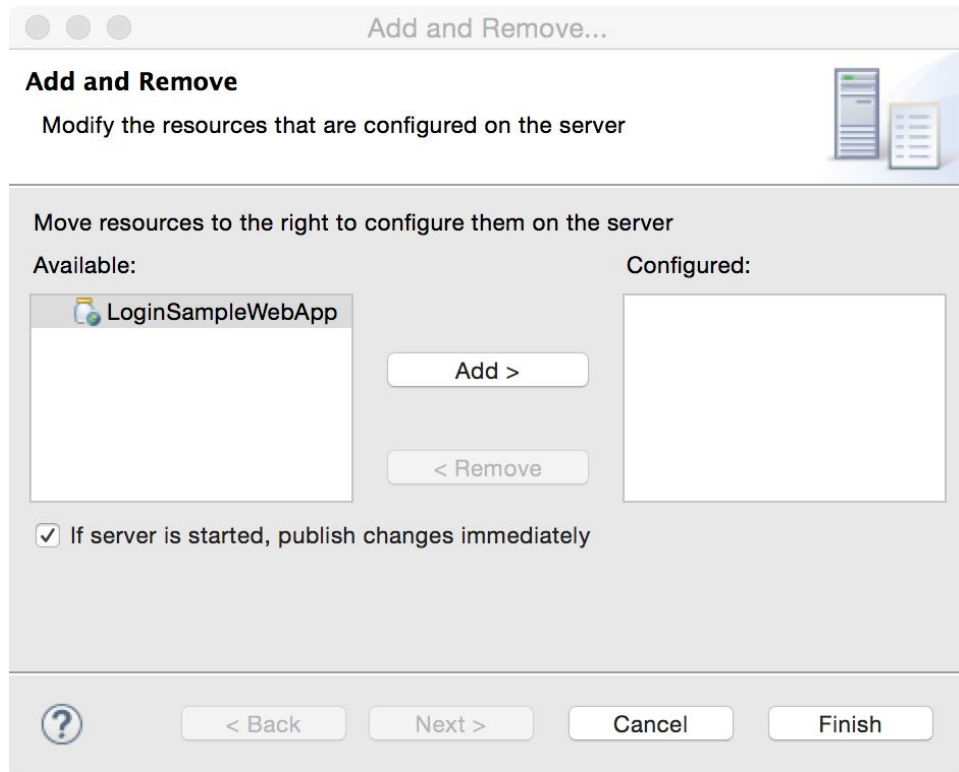 Add and Remove...
Add and Remove
Modify the resources that are configured on the server
Move resources to the right to configure them on the server
Available:
Configured:
LoginSampleWebApp
Add >
< Remove
If server is started, publish changes immediately
?
< Back
Next >
Cancel
Finish